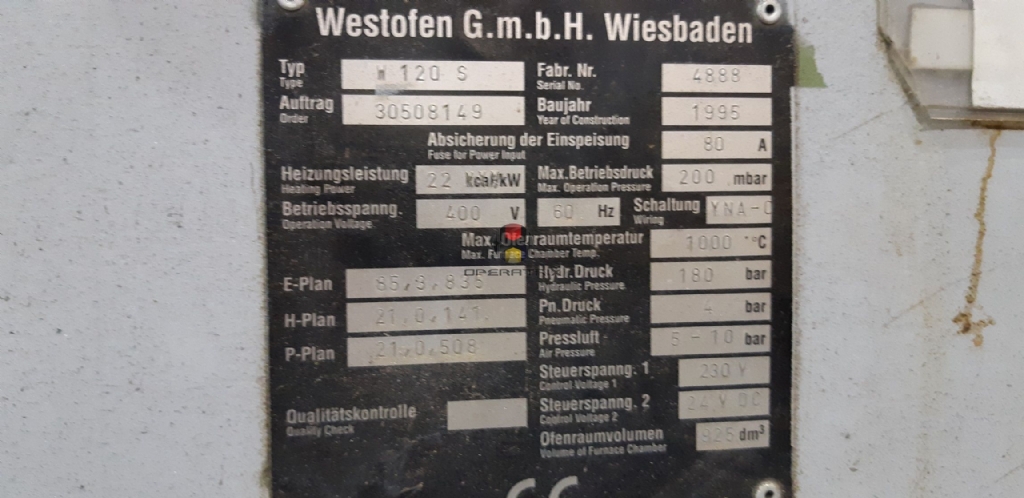 Westofen G.m.b.H. Wiesbaden
Typ W 120 S Fabr. Nr. 4888
Type Serial No.
Auftrag 30508149 Baujahr 1995
Order Year of Construction
Absicherung der Einspeisung 80 A
Fuse for Power Input
Heizungsleistung 22 kcal/kW Max.Betriebsdruck 200 mbar
Heating Power Max. Operation Pressure
Betriebsspanng. 400 V 60 Hz Schaltung
Operation Voltage Wiring
Max. Ofenraumtemperatur 1000 °C
Max. Furnace Chamber Temp.
E-Plan Hydr.Druck 180 bar
Hydraulic Pressure
H-Plan 21.0.141. Pn.Druck 4 bar
Pneumatic Pressure
P-Plan 21.0.508 Pressluft 5 - 10 bar
Air Pressure
Steuerspanng. 1 230 V
Control Voltage 1
Qualitätskontrolle Steuerspanng. 2 24 V DC
Quality Check Control Voltage 2
Ofenraumvolumen 825 dm³
Volume of Furnace Chamber
CE